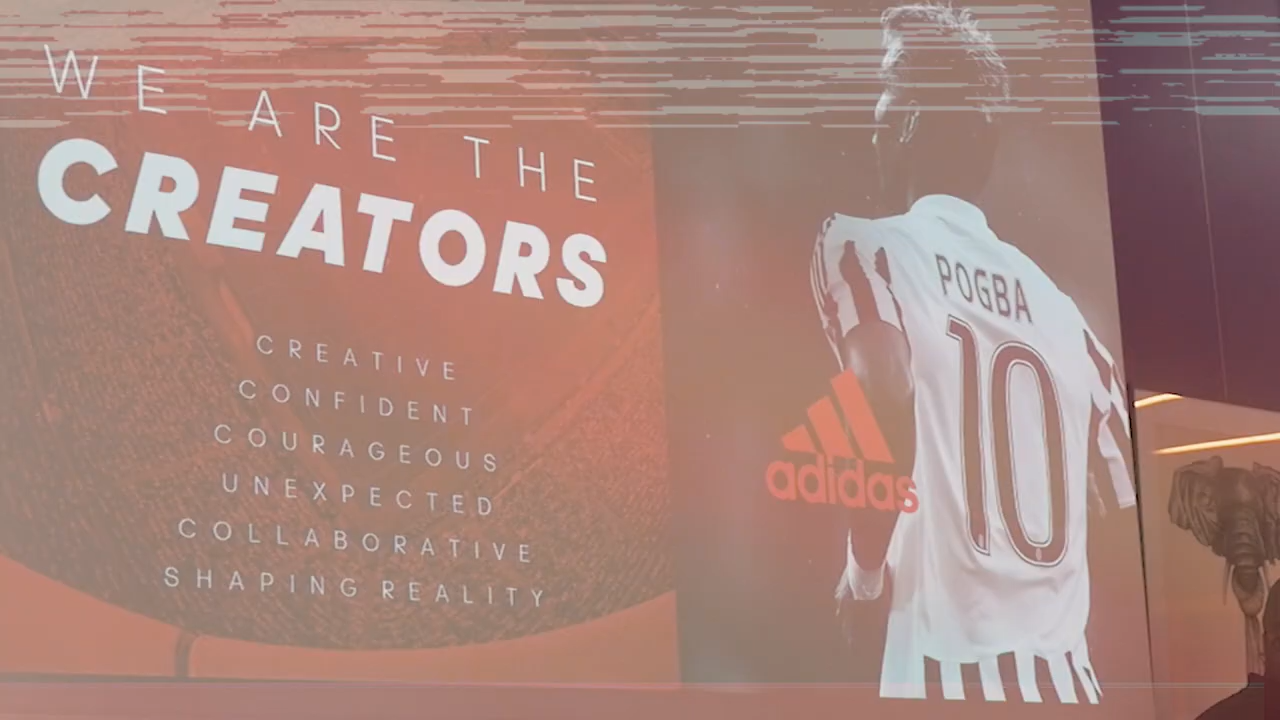 WE ARE THE
CREATORS
CREATIVE
CONFIDENT
COURAGEOUS
UNEXPECTED
COLLABORATIVE
SHAPING REALITY
POGBA
10
adidas